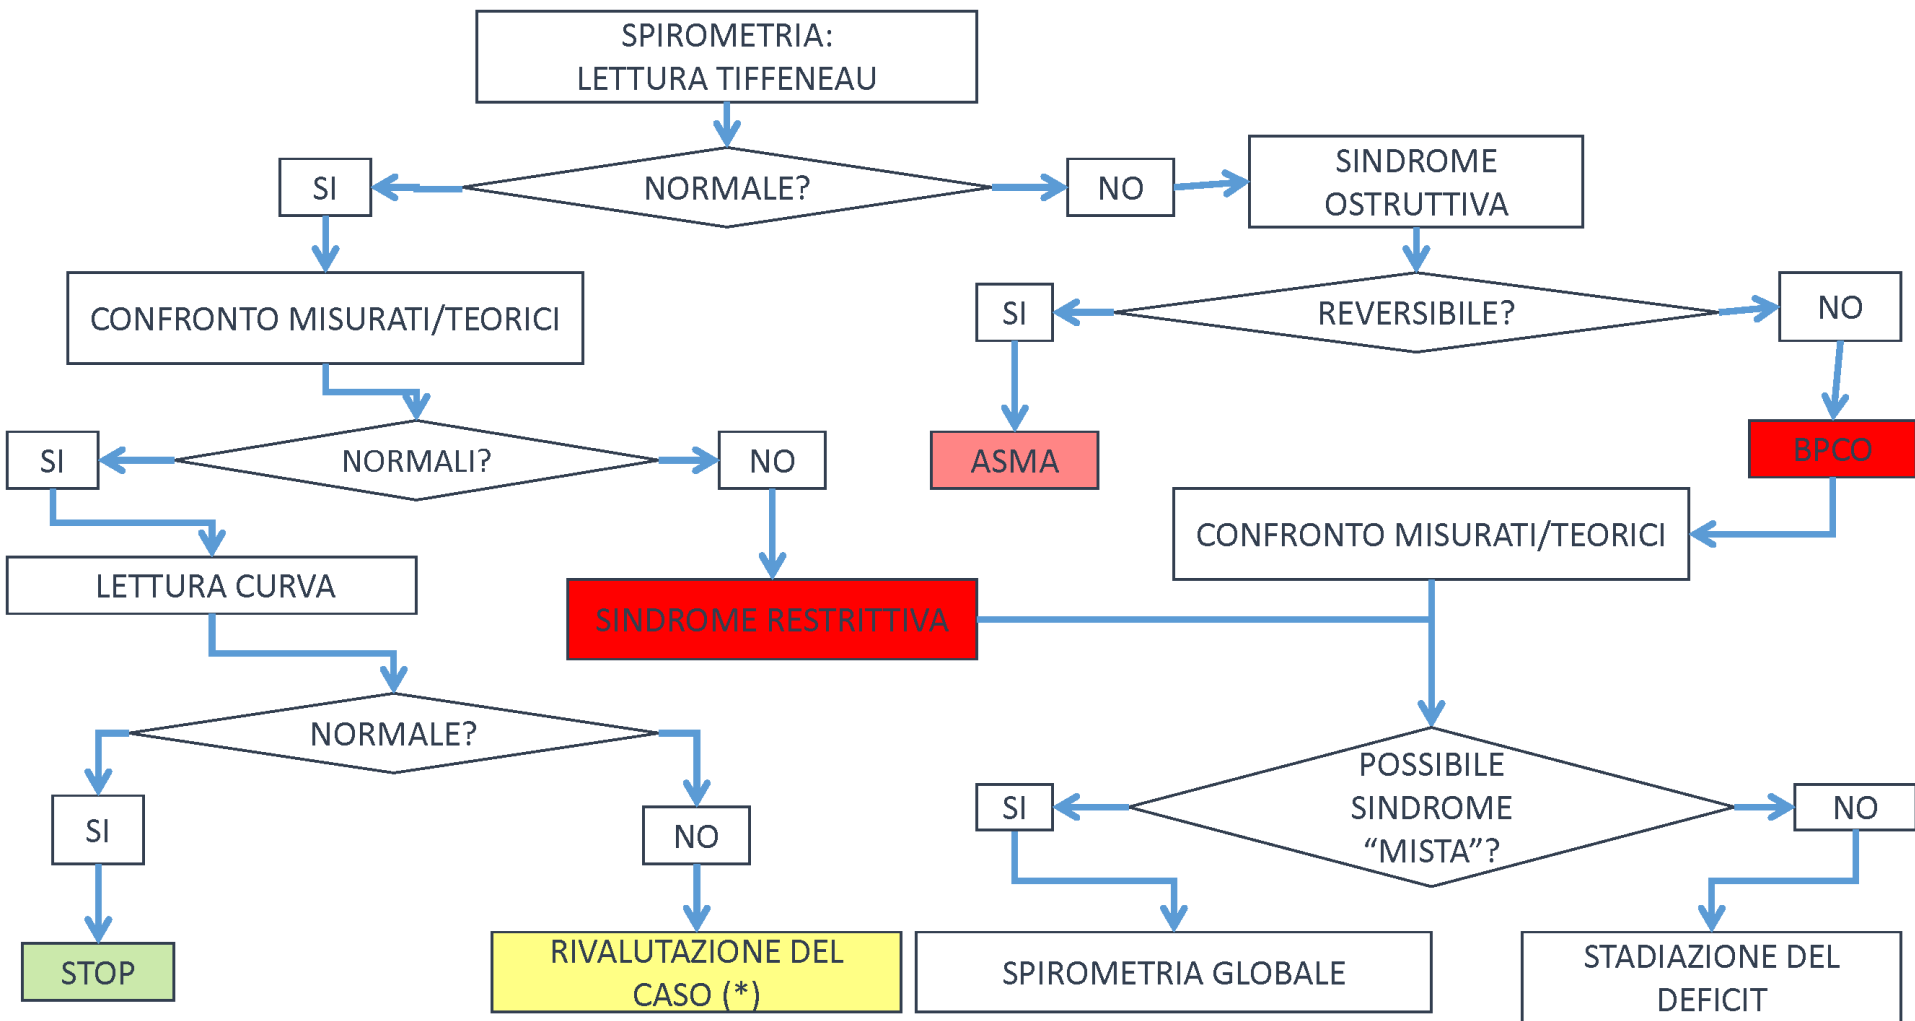 SPIROMETRIA:
LETTURA TIFFENEAU
SI
NORMALE?
NO
SINDROME
OSTRUTTIVA
CONFRONTO MISURATI/TEORICI
SI
REVERSIBILE?
NO
SI
NORMALI?
NO
ASMA
BPCO
CONFRONTO MISURATI/TEORICI
LETTURA CURVA
SINDROME RESTRITTIVA
NORMALE?
POSSIBILE
SINDROME
“MISTA”?
SI
NO
SI
NO
STOP
RIVALUTAZIONE DEL
CASO (*)
SPIROMETRIA GLOBALE
STADIAZIONE DEL
DEFICIT